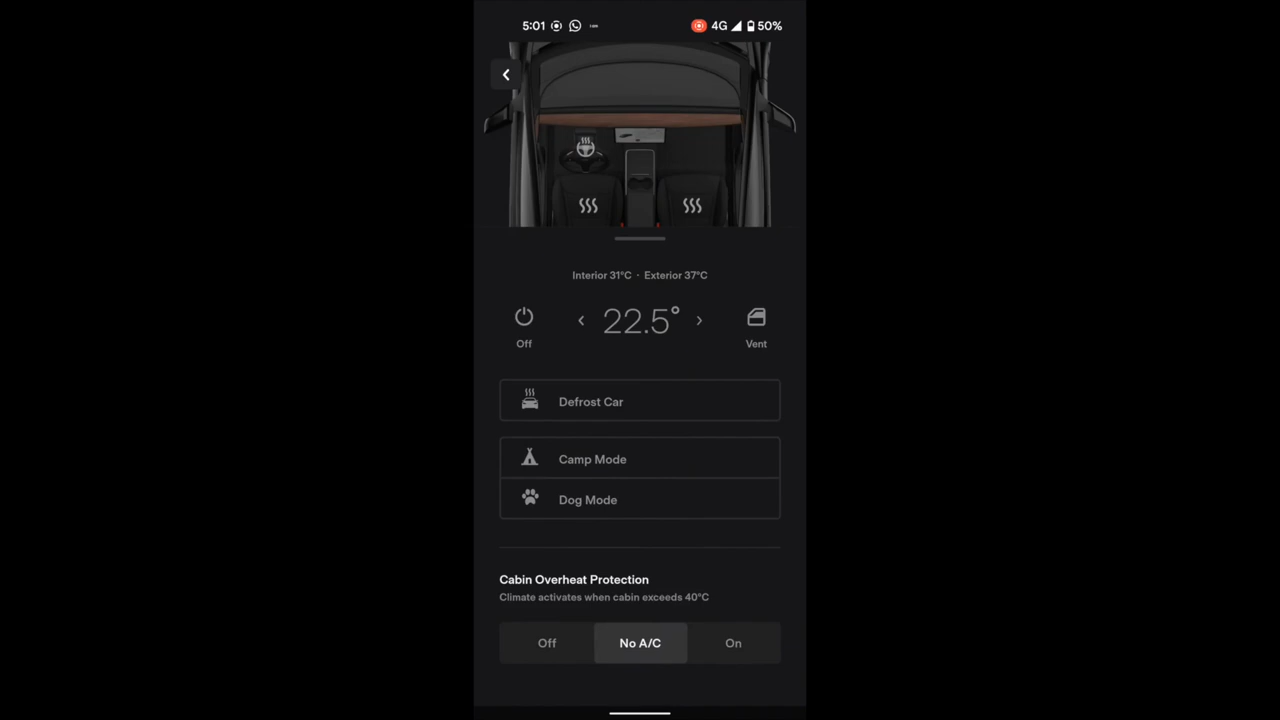 5:01
4G 50%
Interior 31°C · Exterior 37°C
22.5°
Off
Vent
Defrost Car
Camp Mode
Dog Mode
Cabin Overheat Protection
Climate activates when cabin exceeds 40°C
Off No A/C On